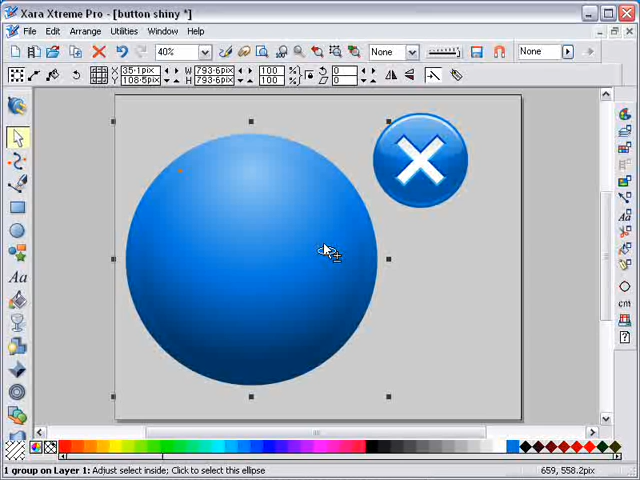 Xara Xtreme Pro - [button shiny *]
File Edit Arrange Utilities Window Help
40% None None
X 35·1pix W 793·6pix 100 % 0
Y 108·5pix H 793·6pix 100 % 0
Aa
1 group on Layer 1: Adjust select inside; Click to select this ellipse 659, 558.2pix